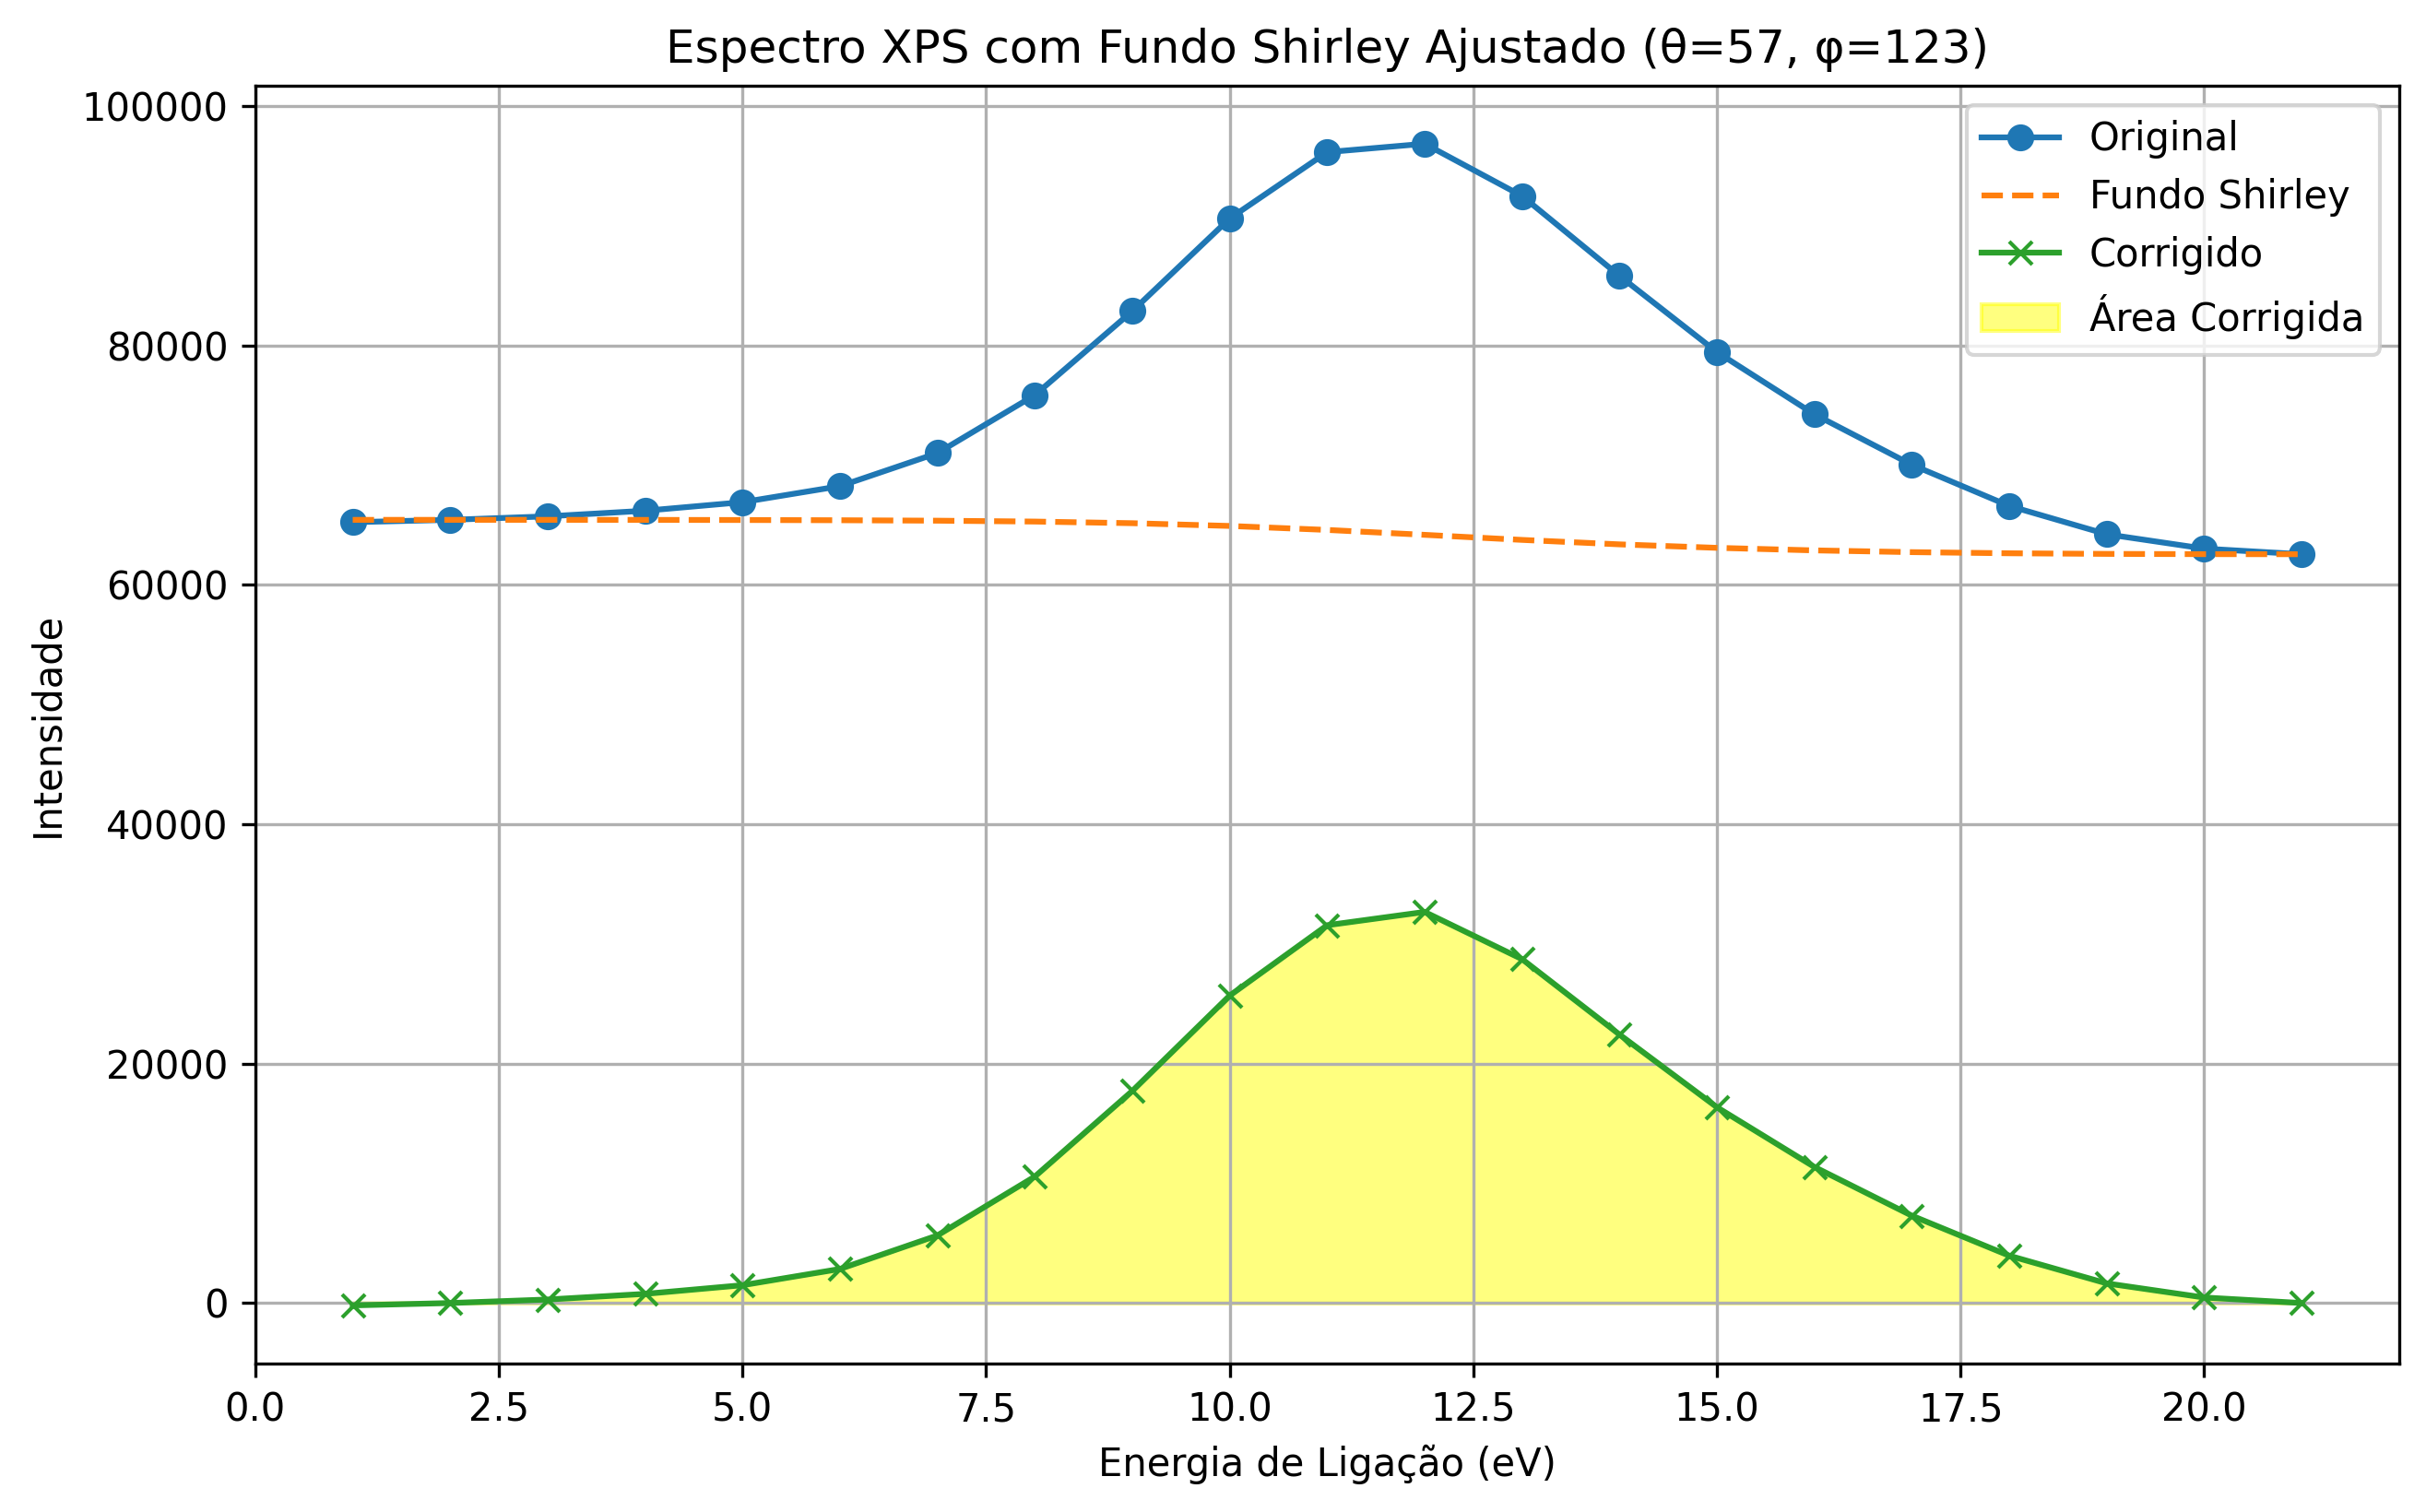 Espectro XPS com Fundo Shirley Ajustado (θ=57, φ=123)
100000
80000
60000
40000
20000
0
Intensidade
Original
Fundo Shirley
Corrigido
Área Corrigida
0.0 2.5 5.0 7.5 10.0 12.5 15.0 17.5 20.0
Energia de Ligação (eV)